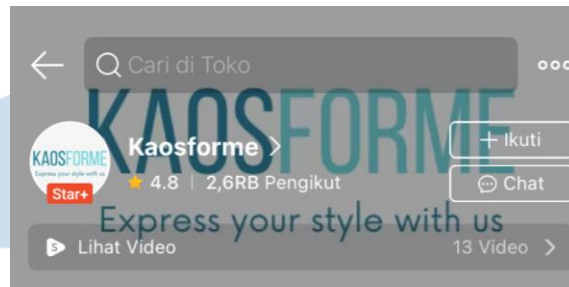 Cari di Toko
KAOSFORME
KAOSFORME
Express your style with us
Star+
Kaosforme >
4.8 | 2,6RB Pengikut
+ Ikuti
Chat
Express your style with us
Lihat Video
13 Video >